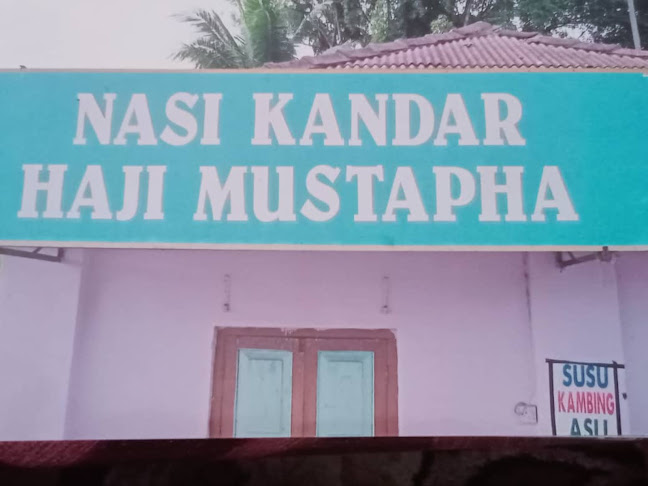 NASI KANDAR
HAJI MUSTAPHA
SUSU
KAMBING
ASLI